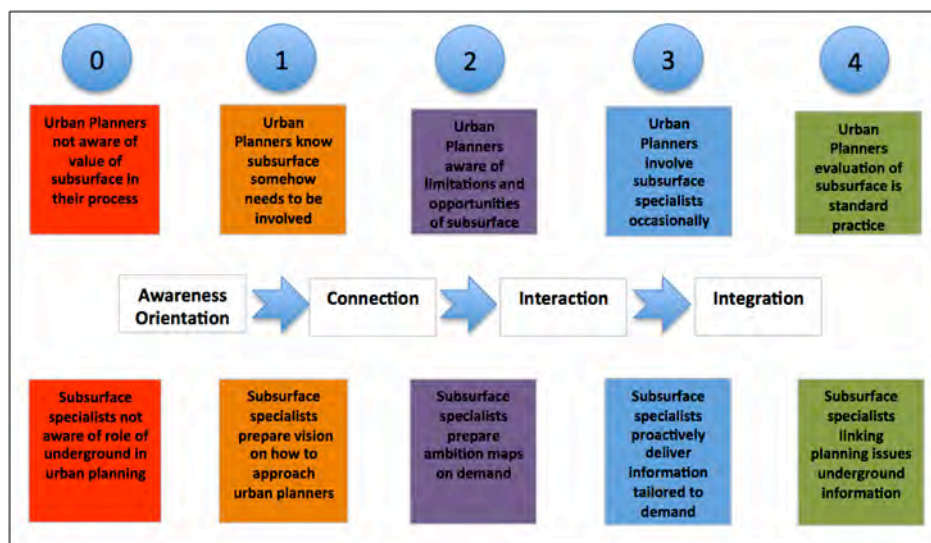 0
1
2
3
4
Urban Planners
not aware of
value of
subsurface in
their process
Urban
Planners know
subsurface
somehow
needs to be
involved
Urban
Planners
aware of
limitations and
opportunities
of subsurface
Urban
Planners
involve
subsurface
specialists
occasionally
Urban
Planners
evaluation of
subsurface is
standard
practice
Awareness
Orientation
Connection
Interaction
Integration
Subsurface
specialists not
aware of role of
underground in
urban planning
Subsurface
specialists
prepare vision
on how to
approach
urban planners
Subsurface
specialists
prepare
ambition maps
on demand
Subsurface
specialists
proactively
deliver
information
tailored to
demand
Subsurface
specialists
linking
planning issues
underground
information